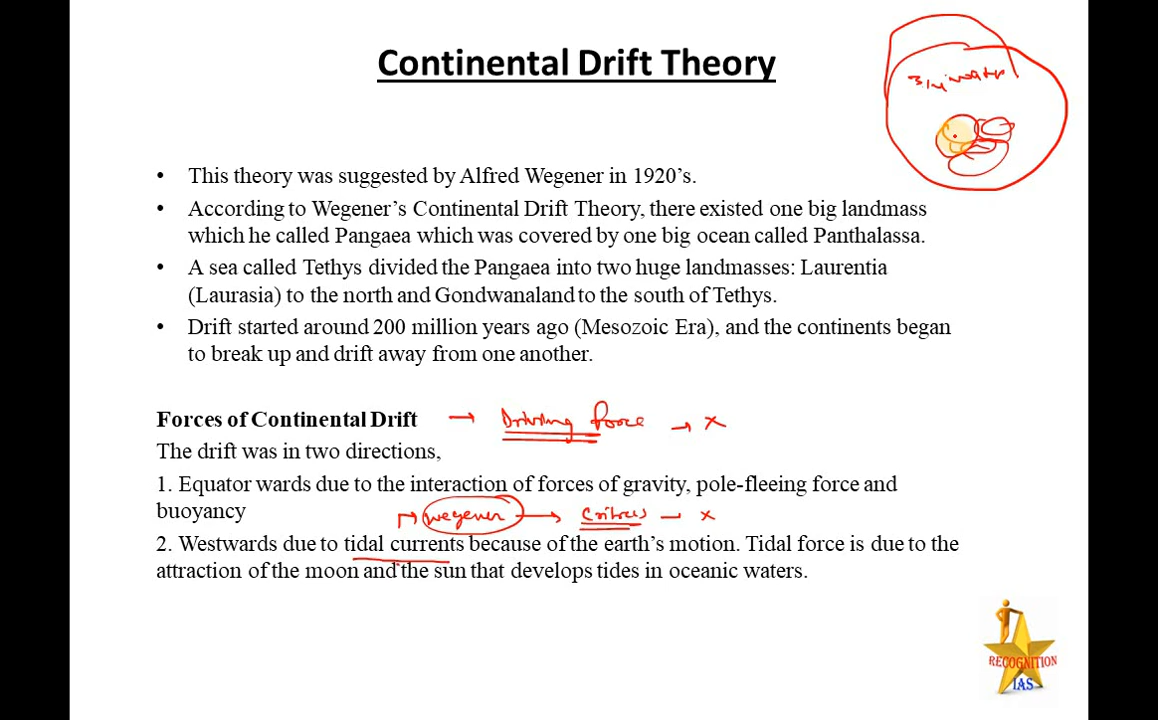 Continental Drift Theory
3/4 water
• This theory was suggested by Alfred Wegener in 1920's.
• According to Wegener's Continental Drift Theory, there existed one big landmass
which he called Pangaea which was covered by one big ocean called Panthalassa.
• A sea called Tethys divided the Pangaea into two huge landmasses: Laurentia
(Laurasia) to the north and Gondwanaland to the south of Tethys.
• Drift started around 200 million years ago (Mesozoic Era), and the continents began
to break up and drift away from one another.
Forces of Continental Drift → Driving force → x
The drift was in two directions,
1. Equator wards due to the interaction of forces of gravity, pole-fleeing force and
buoyancy → wegener → – x
2. Westwards due to tidal currents because of the earth's motion. Tidal force is due to the
attraction of the moon and the sun that develops tides in oceanic waters.
RECOGNITION
IAS